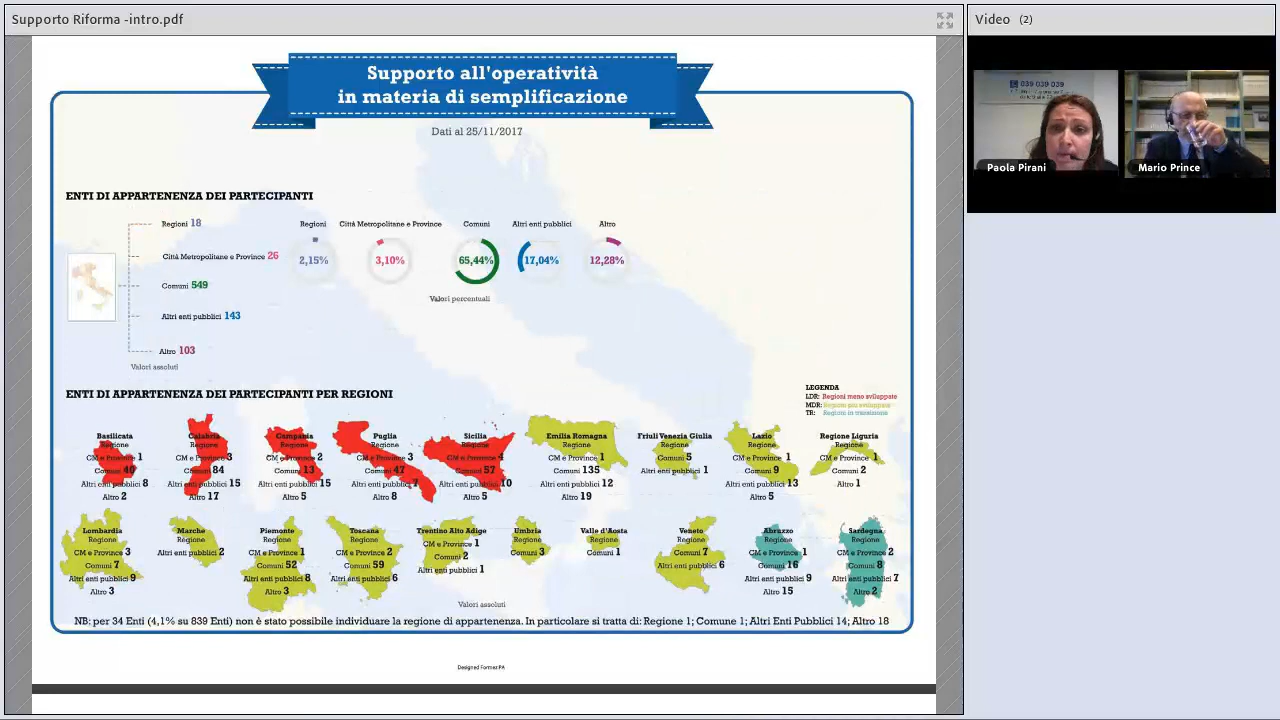 Supporto Riforma -intro.pdf
Video (2)
Supporto all'operatività
in materia di semplificazione
Dati al 25/11/2017
ENTI DI APPARTENENZA DEI PARTECIPANTI
Regioni 18
Città Metropolitane e Province 26
Comuni 549
Altri enti pubblici 143
Altro 103
Valori assoluti
Regioni Città Metropolitane e Province Comuni Altri enti pubblici Altro
2,15% 3,10% 65,44% 17,04% 12,28%
Valori percentuali
ENTI DI APPARTENENZA DEI PARTECIPANTI PER REGIONI
LEGENDA
LDR: Regioni meno sviluppate
MDR: Regioni più sviluppate
TR: Regioni in transizione
Basilicata
Regione
CM e Province 1
Comuni 40
Altri enti pubblici 8
Altro 2
Calabria
Regione
CM e Province 3
Comuni 84
Altri enti pubblici 15
Altro 17
Campania
Regione
CM e Province 2
Comuni 13
Altri enti pubblici 15
Altro 5
Puglia
Regione
CM e Province 3
Comuni 47
Altri enti pubblici 7
Altro 8
Sicilia
Regione
CM e Province 4
Comuni 57
Altri enti pubblici 10
Altro 5
Emilia Romagna
Regione
CM e Province 1
Comuni 135
Altri enti pubblici 12
Altro 19
Friuli Venezia Giulia
Regione
Comuni 5
Altri enti pubblici 1
Lazio
Regione
CM e Province 1
Comuni 9
Altri enti pubblici 13
Altro 5
Regione Liguria
Regione
CM e Province 1
Comuni 2
Altro 1
Lombardia
Regione
CM e Province 3
Comuni 7
Altri enti pubblici 9
Altro 3
Marche
Regione
Altri enti pubblici 2
Piemonte
Regione
CM e Province 1
Comuni 52
Altri enti pubblici 8
Altro 3
Toscana
Regione
CM e Province 2
Comuni 59
Altri enti pubblici 6
Trentino Alto Adige
CM e Province 1
Comuni 2
Altri enti pubblici 1
Umbria
Regione
Comuni 3
Valle d'Aosta
Regione
Comuni 1
Veneto
Regione
Comuni 7
Altri enti pubblici 6
Abruzzo
Regione
CM e Province 1
Comuni 16
Altri enti pubblici 9
Altro 15
Sardegna
Regione
CM e Province 2
Comuni 8
Altri enti pubblici 7
Altro 2
Valori assoluti
NB: per 34 Enti (4,1% su 839 Enti) non è stato possibile individuare la regione di appartenenza. In particolare si tratta di: Regione 1; Comune 1; Altri Enti Pubblici 14; Altro 18
Designed Formez PA
039 039 039
Paola Pirani
Mario Prince